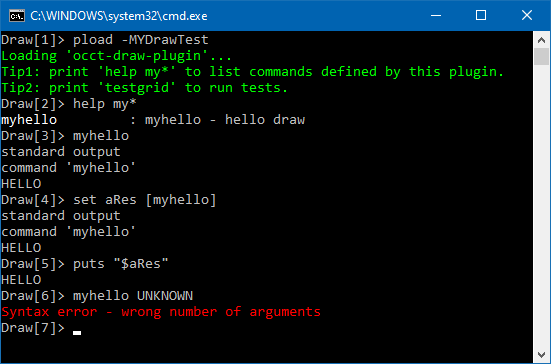 C:\WINDOWS\system32\cmd.exe
Draw[1]> pload -MYDrawTest
Loading 'occt-draw-plugin'...
Tip1: print 'help my*' to list commands defined by this plugin.
Tip2: print 'testgrid' to run tests.
Draw[2]> help my*
myhello         : myhello - hello draw
Draw[3]> myhello
standard output
command 'myhello'
HELLO
Draw[4]> set aRes [myhello]
standard output
command 'myhello'
HELLO
Draw[5]> puts "$aRes"
HELLO
Draw[6]> myhello UNKNOWN
Syntax error - wrong number of arguments
Draw[7]>